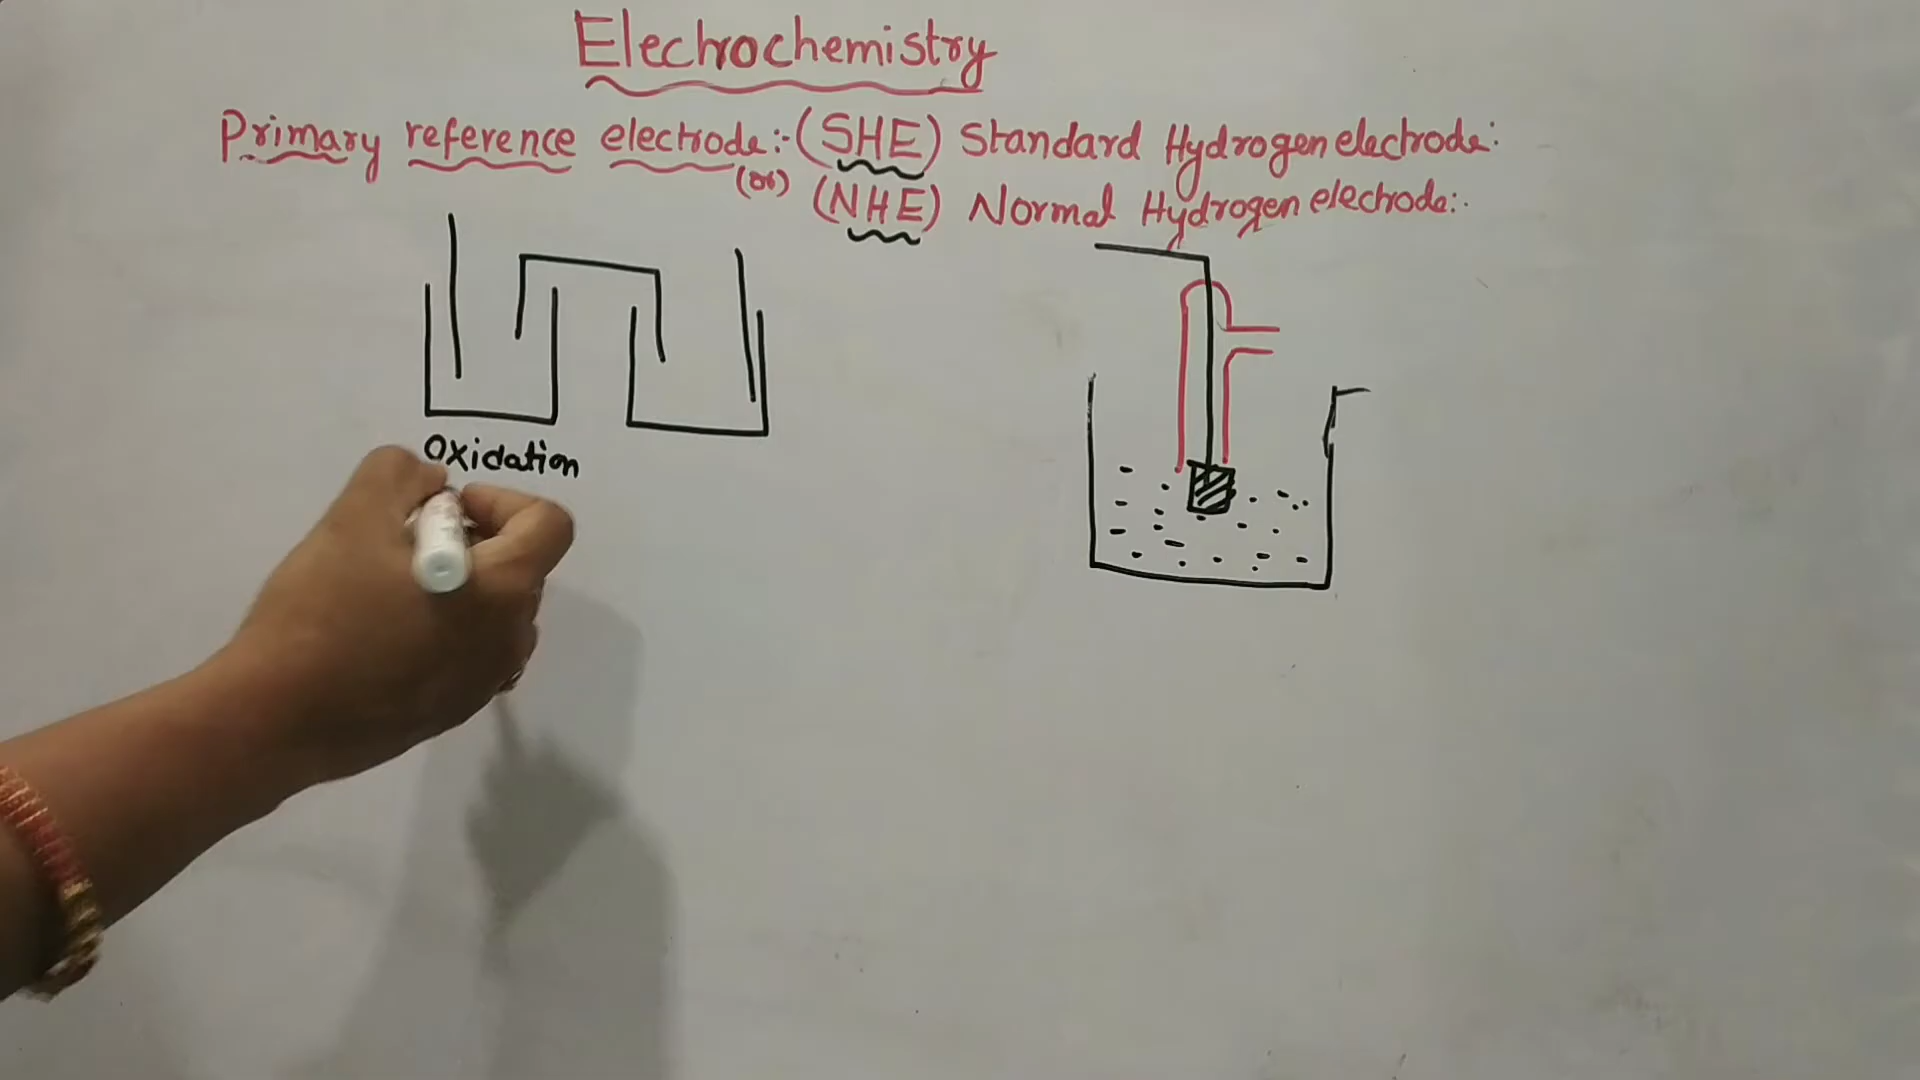 Electrochemistry
Primary reference electrode:- (SHE) Standard Hydrogen electrode:
(or) (NHE) Normal Hydrogen electrode:-
Oxidation